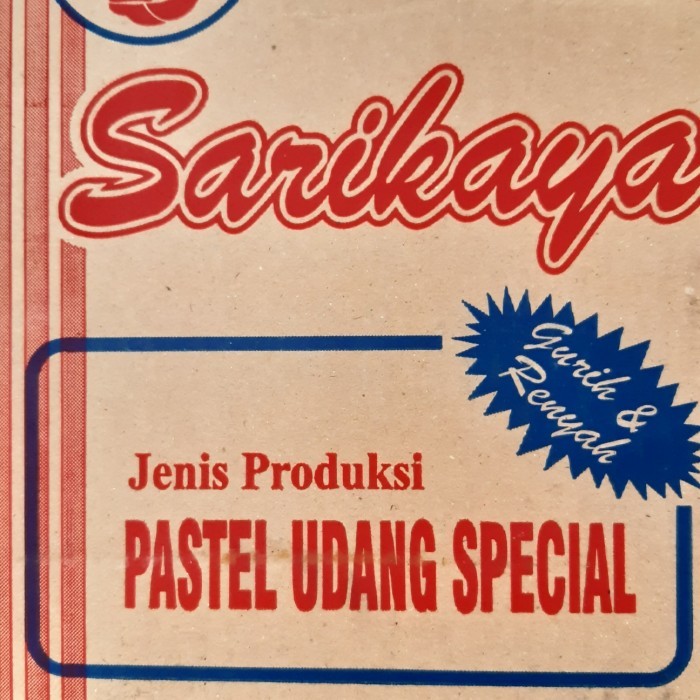 Sarikaya
Gurih &
Renyah
Jenis Produksi
PASTEL UDANG SPECIAL